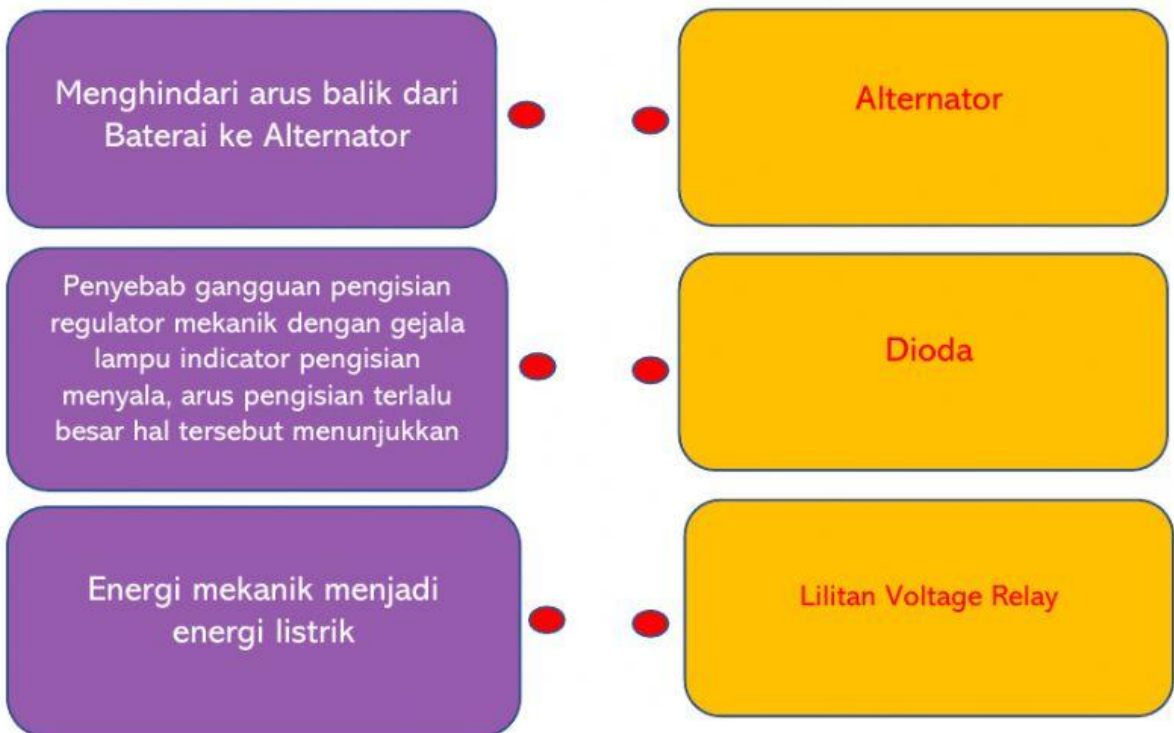 Menghindari arus balik dari
Baterai ke Alternator
Alternator
Penyebab gangguan pengisian
regulator mekanik dengan gejala
lampu indicator pengisian
menyala, arus pengisian terlalu
besar hal tersebut menunjukkan
Dioda
Energi mekanik menjadi
energi listrik
Lilitan Voltage Relay